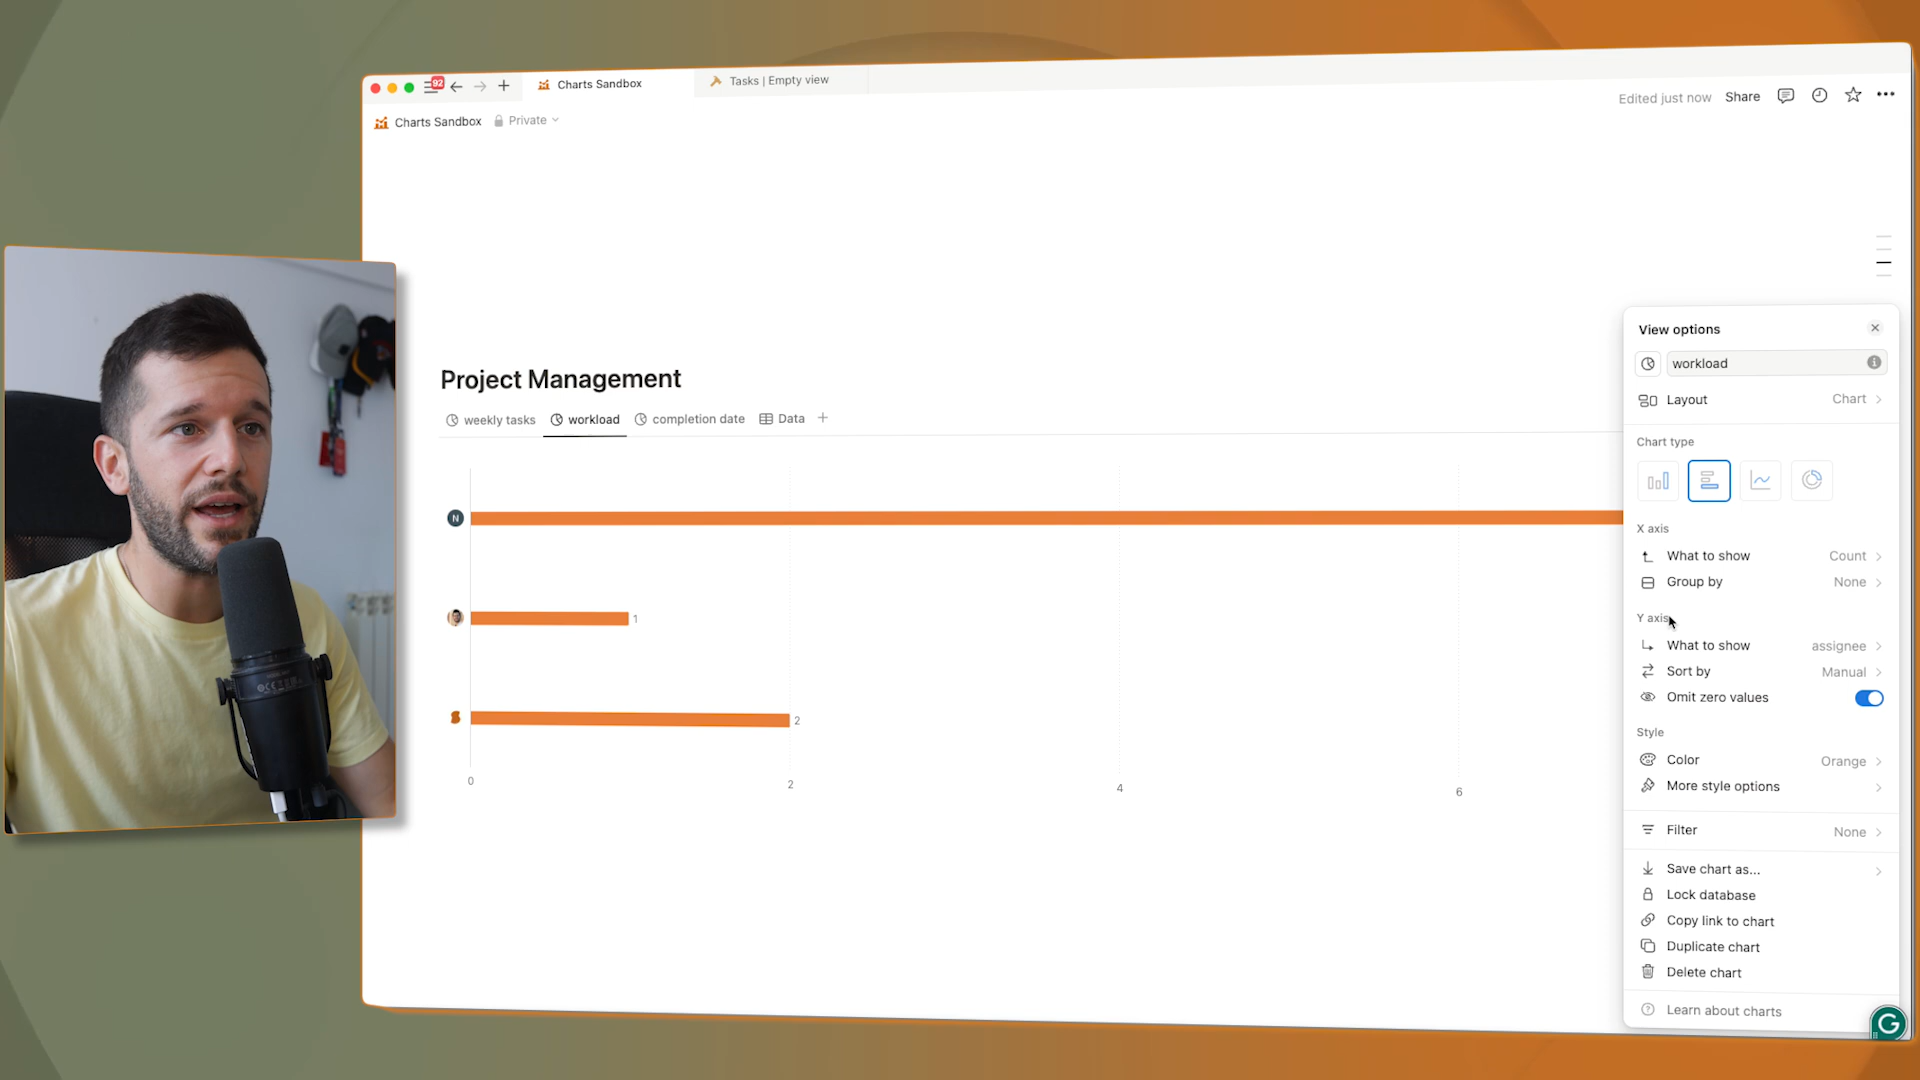 92
Charts Sandbox
Tasks | Empty view
Charts Sandbox Private
Edited just now Share
Project Management
weekly tasks workload completion date Data
N
1
2
0 2 4 6
View options
workload
Layout Chart
Chart type
X axis
What to show Count
Group by None
Y axis
What to show assignee
Sort by Manual
Omit zero values
Style
Color Orange
More style options
Filter None
Save chart as...
Lock database
Copy link to chart
Duplicate chart
Delete chart
Learn about charts
G